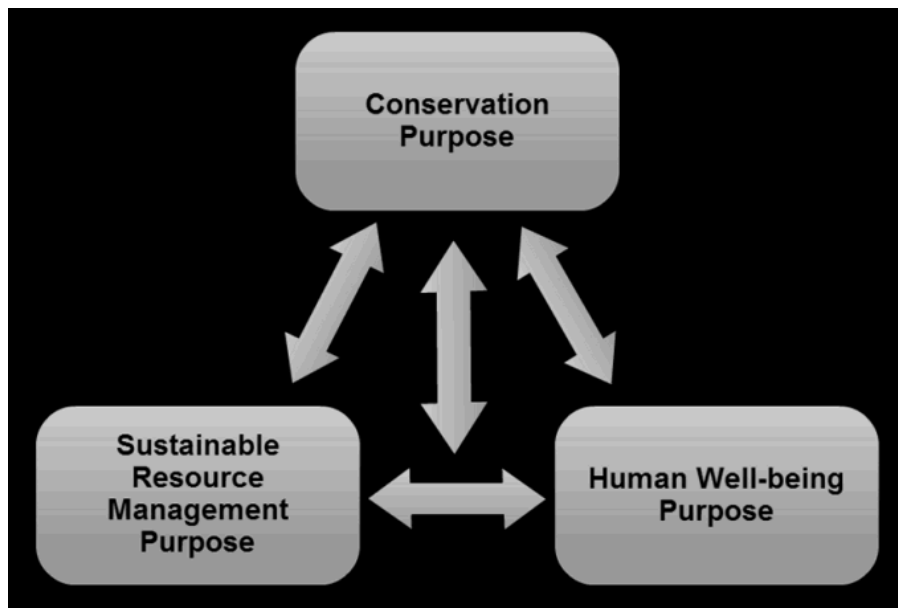 Conservation
Purpose
Sustainable
Resource
Management
Purpose
Human Well-being
Purpose